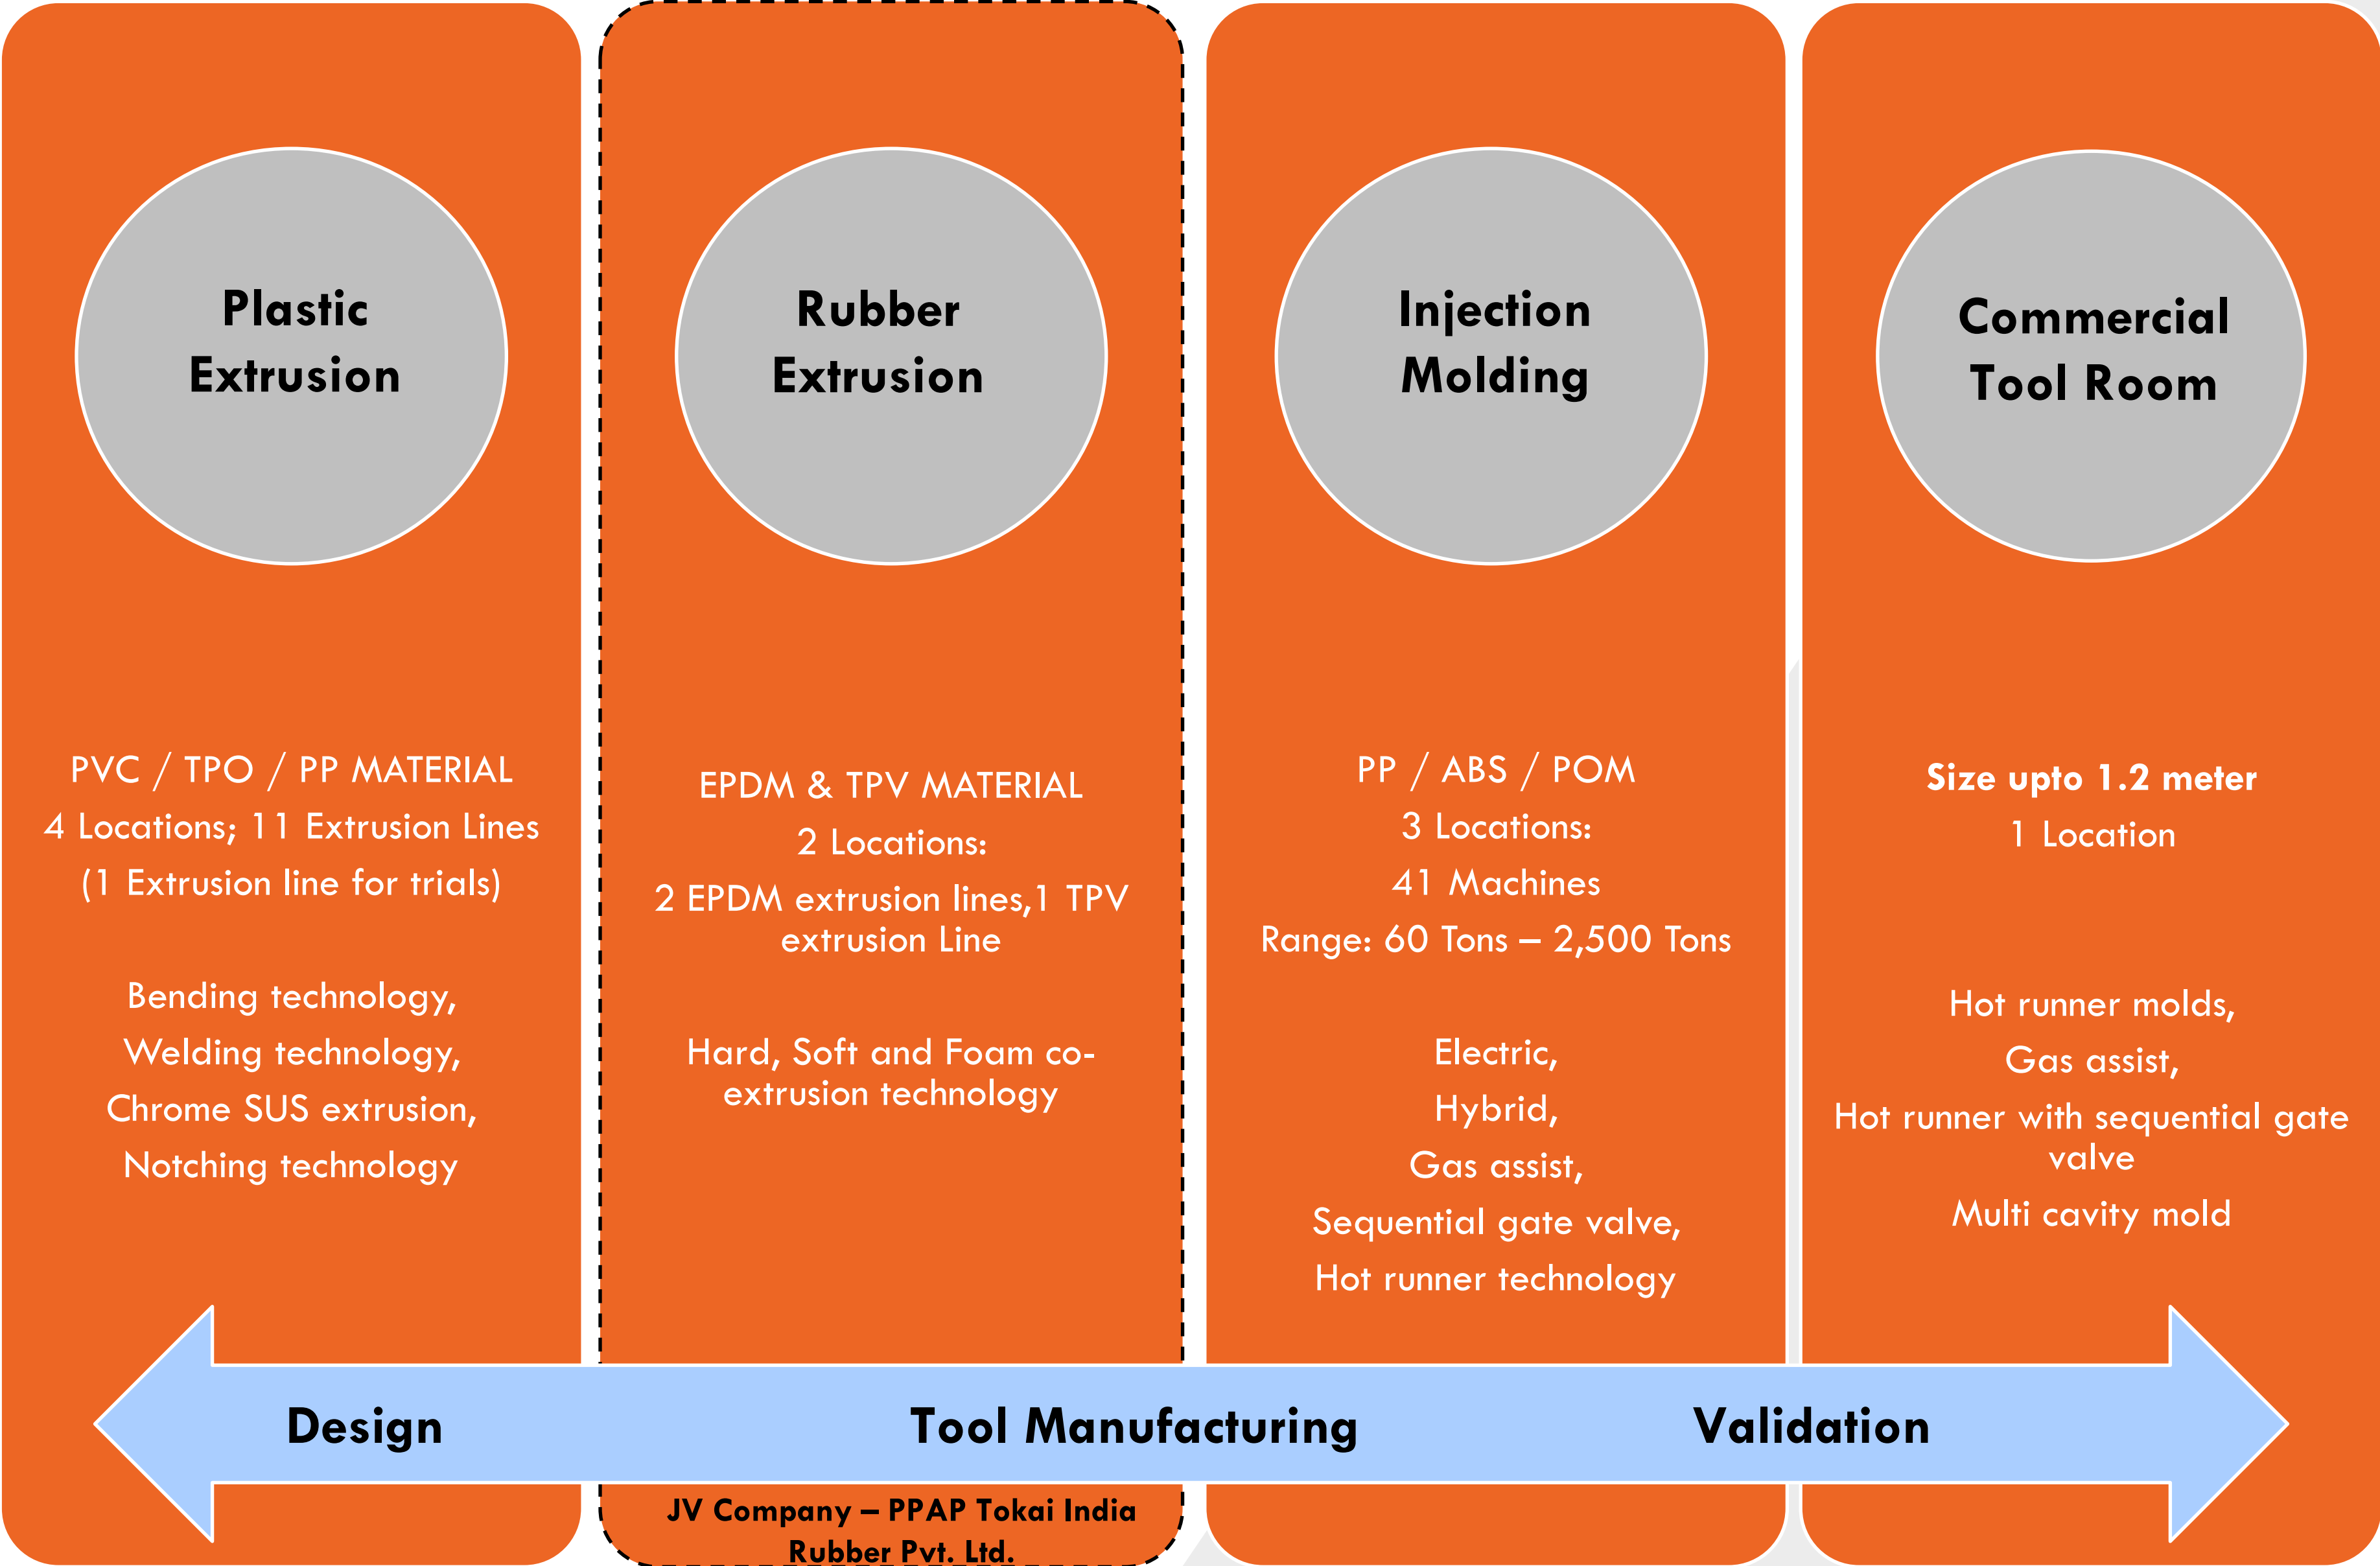 Plastic
Extrusion
PVC / TPO / PP MATERIAL
4 Locations; 11 Extrusion Lines
(1 Extrusion line for trials)
Bending technology,
Welding technology,
Chrome SUS extrusion,
Notching technology
Rubber
Extrusion
EPDM & TPV MATERIAL
2 Locations:
2 EPDM extrusion lines,1 TPV
extrusion Line
Hard, Soft and Foam co-
extrusion technology
Injection
Molding
PP / ABS / POM
3 Locations:
41 Machines
Range: 60 Tons – 2,500 Tons
Electric,
Hybrid,
Gas assist,
Sequential gate valve,
Hot runner technology
Commercial
Tool Room
Size upto 1.2 meter
1 Location
Hot runner molds,
Gas assist,
Hot runner with sequential gate
valve
Multi cavity mold
Design
Tool Manufacturing
Validation
JV Company – PPAP Tokai India
Rubber Pvt. Ltd.